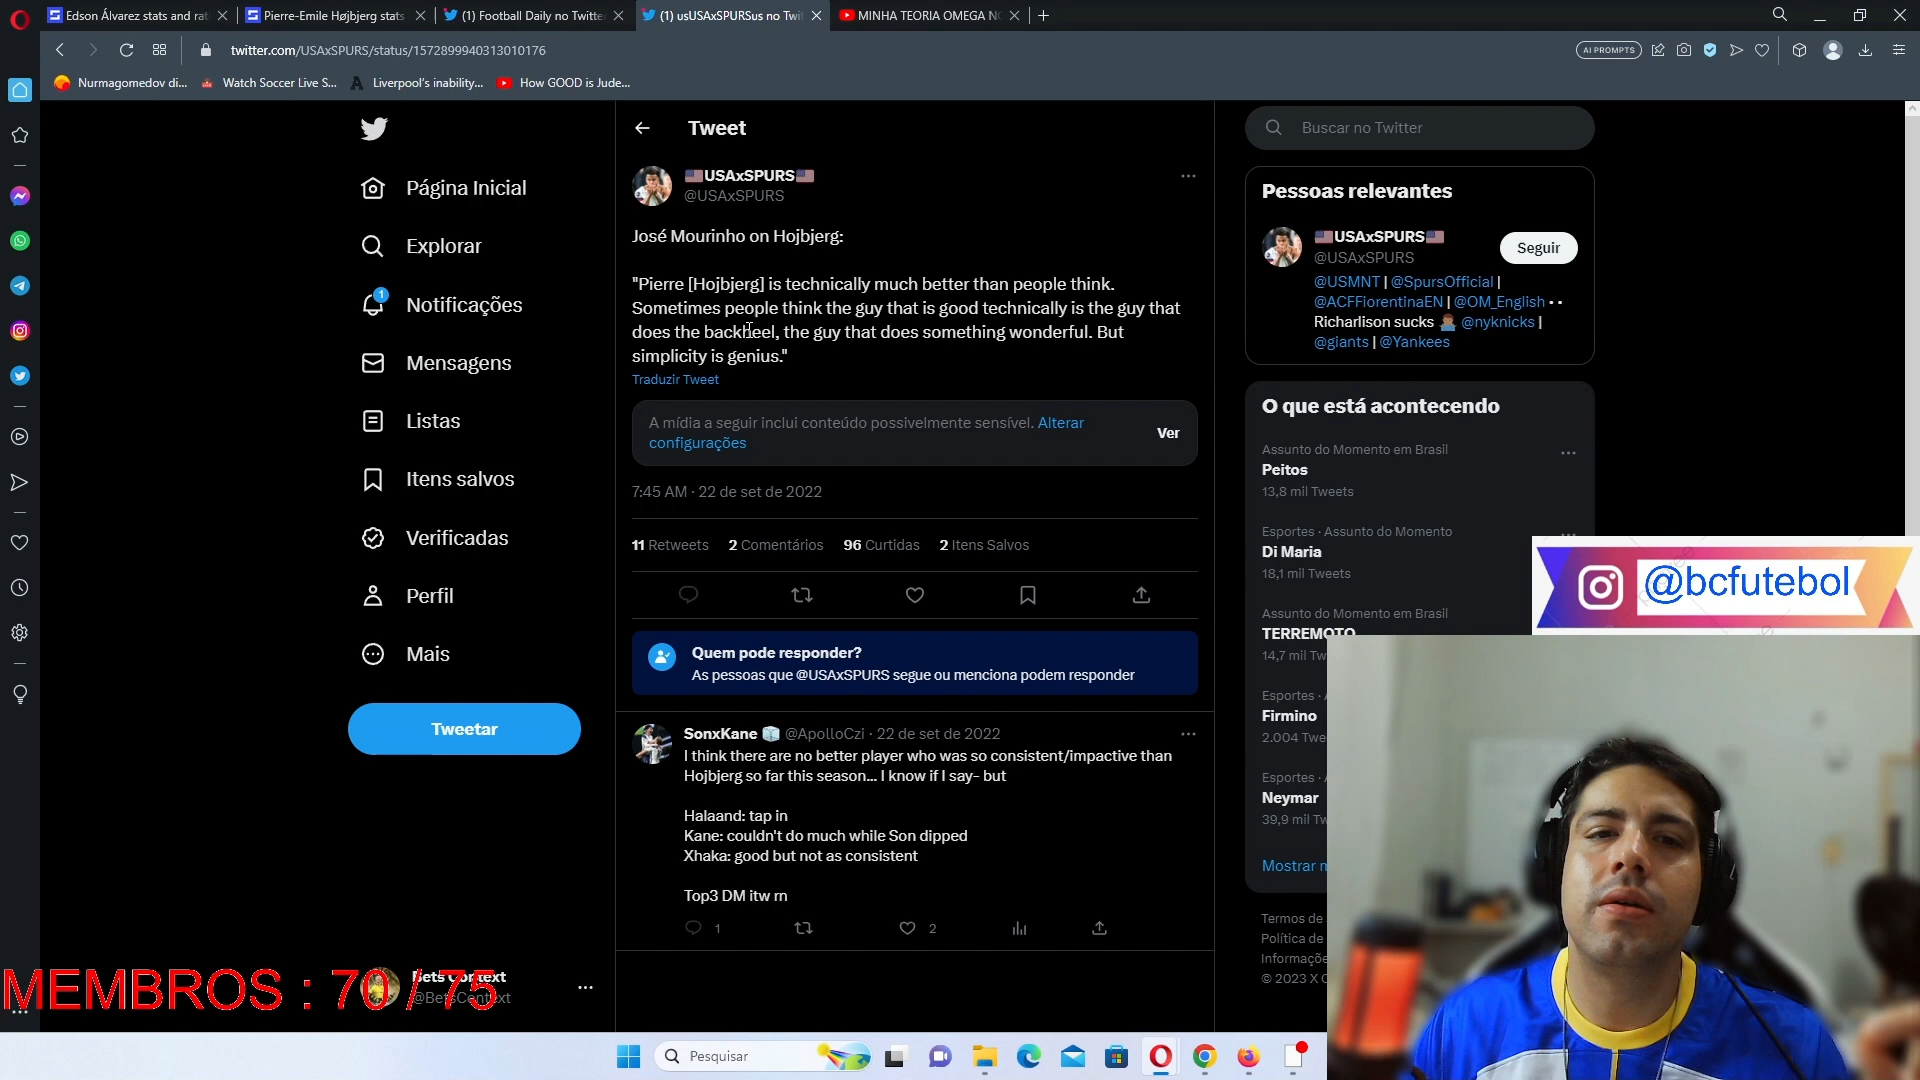 Edson Álvarez stats and rat
Pierre-Emile Højbjerg stats
(1) Football Daily no Twitte
(1) usUSAxSPURSus no Twit
MINHA TEORIA OMEGA NO
twitter.com/USAxSPURS/status/1572899940313010176
AI PROMPTS
Nurmagomedov di...
Watch Soccer Live S...
Liverpool's inability...
How GOOD is Jude...
Página Inicial
Explorar
1
Notificações
Mensagens
Listas
Itens salvos
Verificadas
Perfil
Mais
Tweetar
Bets Context
@BetsContext
MEMBROS : 70 / 75
Tweet
USAxSPURS
@USAxSPURS
José Mourinho on Hojbjerg:
"Pierre [Hojbjerg] is technically much better than people think.
Sometimes people think the guy that is good technically is the guy that
does the backheel, the guy that does something wonderful. But
simplicity is genius."
Traduzir Tweet
A mídia a seguir inclui conteúdo possivelmente sensível. Alterar
configurações
Ver
7:45 AM · 22 de set de 2022
11 Retweets 2 Comentários 96 Curtidas 2 Itens Salvos
Quem pode responder?
As pessoas que @USAxSPURS segue ou menciona podem responder
SonxKane @ApolloCzi · 22 de set de 2022
I think there are no better player who was so consistent/impactive than
Hojbjerg so far this season... I know if I say- but
Halaand: tap in
Kane: couldn't do much while Son dipped
Xhaka: good but not as consistent
Top3 DM itw rn
1
2
Buscar no Twitter
Pessoas relevantes
USAxSPURS
@USAxSPURS
Seguir
@USMNT | @SpursOfficial |
@ACFFiorentinaEN | @OM_English • •
Richarlison sucks @nyknicks |
@giants | @Yankees
O que está acontecendo
Assunto do Momento em Brasil
Peitos
13,8 mil Tweets
Esportes · Assunto do Momento
Di Maria
18,1 mil Tweets
Assunto do Momento em Brasil
TERREMOTO
14,7 mil Tw
Esportes · A
Firmino
2.004 Twe
Esportes · A
Neymar
39,9 mil Tw
Mostrar m
Termos de
Política de
Informaçõe
© 2023 X C
@bcfutebol
Pesquisar